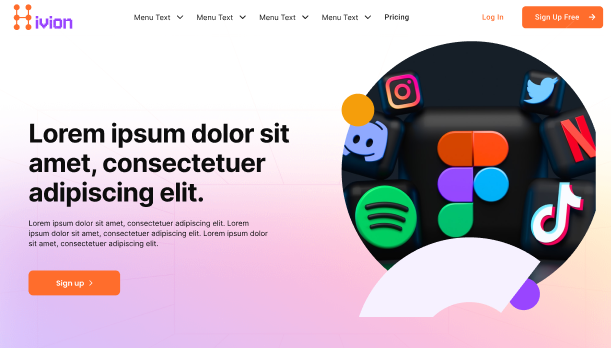 ivion
Menu Text
Menu Text
Menu Text
Menu Text
Pricing
Log In
Sign Up Free
Lorem ipsum dolor sit
amet, consectetuer
adipiscing elit.
Lorem ipsum dolor sit amet, consectetuer adipiscing elit. Lorem
ipsum dolor sit amet, consectetuer adipiscing elit. Lorem ipsum dolor
sit amet, consectetuer adipiscing elit.
Sign up